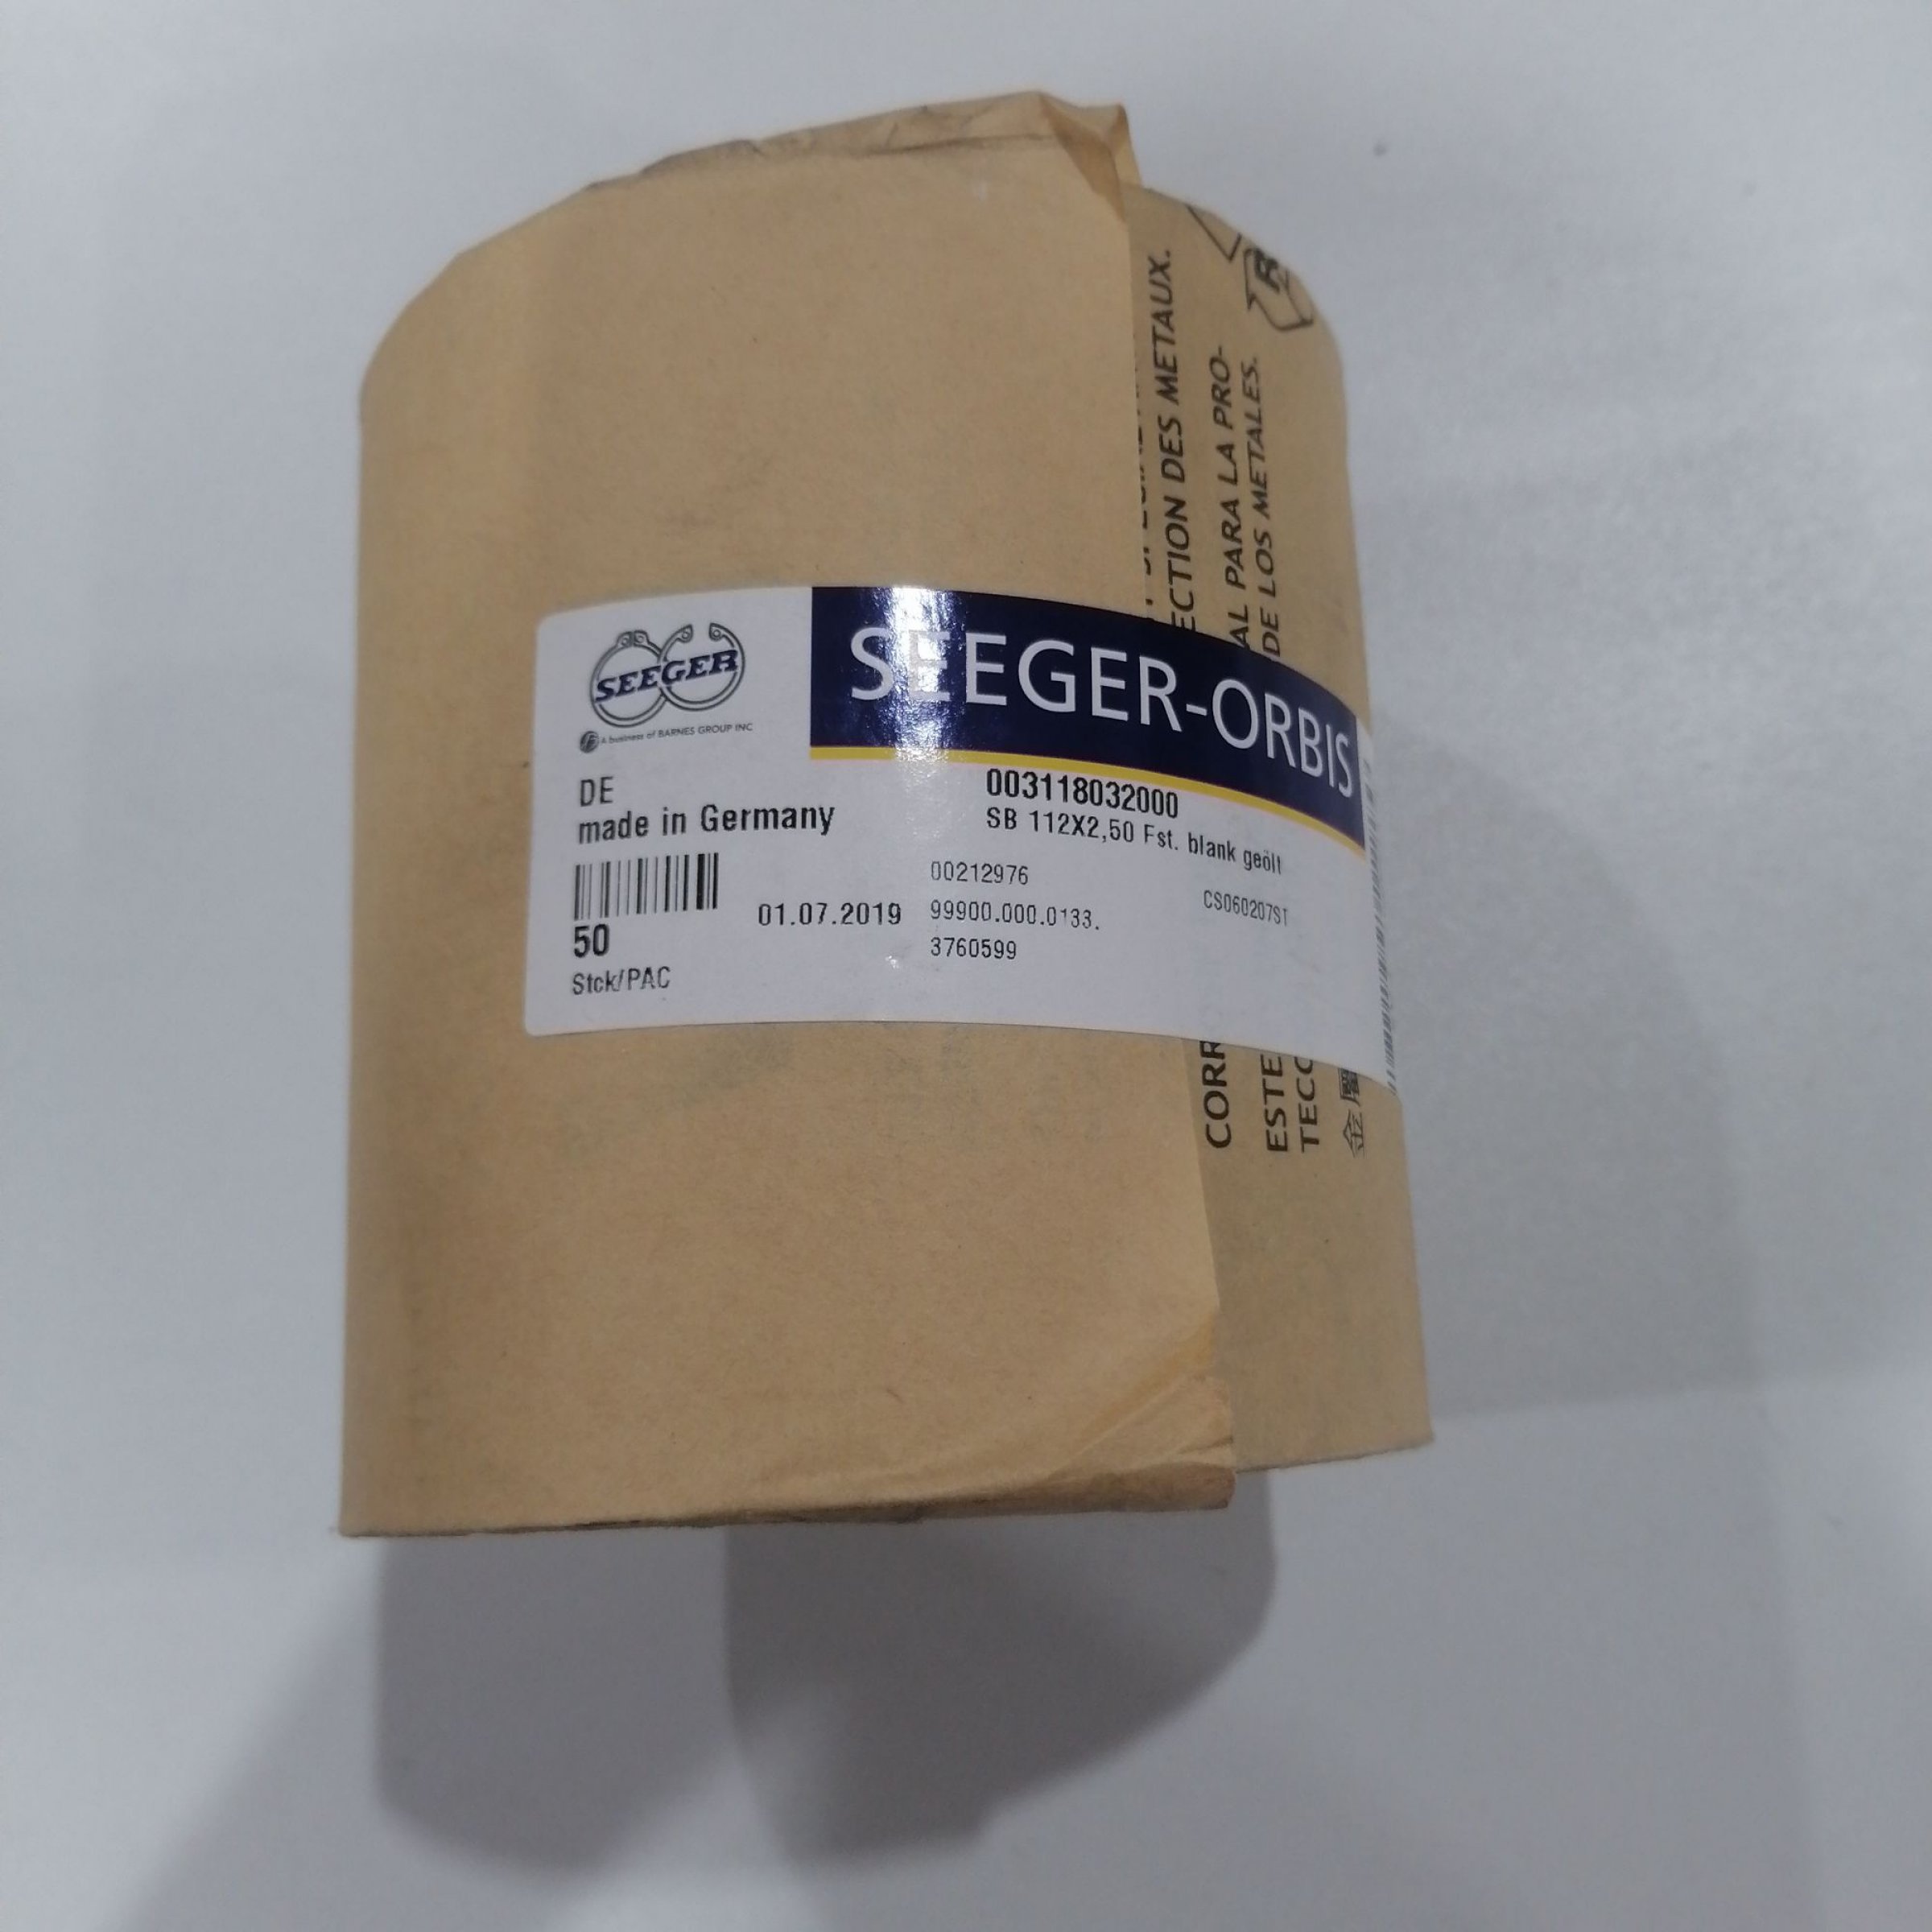 SEEGER
A business of BARNES GROUP INC
SEEGER-ORBIS
DE
made in Germany
003118032000
SB 112X2,50 Fst. blank geölt
50
Stck/PAC
01.07.2019
00212976
99900.000.0133.
3760599
CS060207ST
ECTION DES METAUX.
AL PARA LA PRO-
DE LOS METALES.
CORR
ESTE
TECC
金屬
R